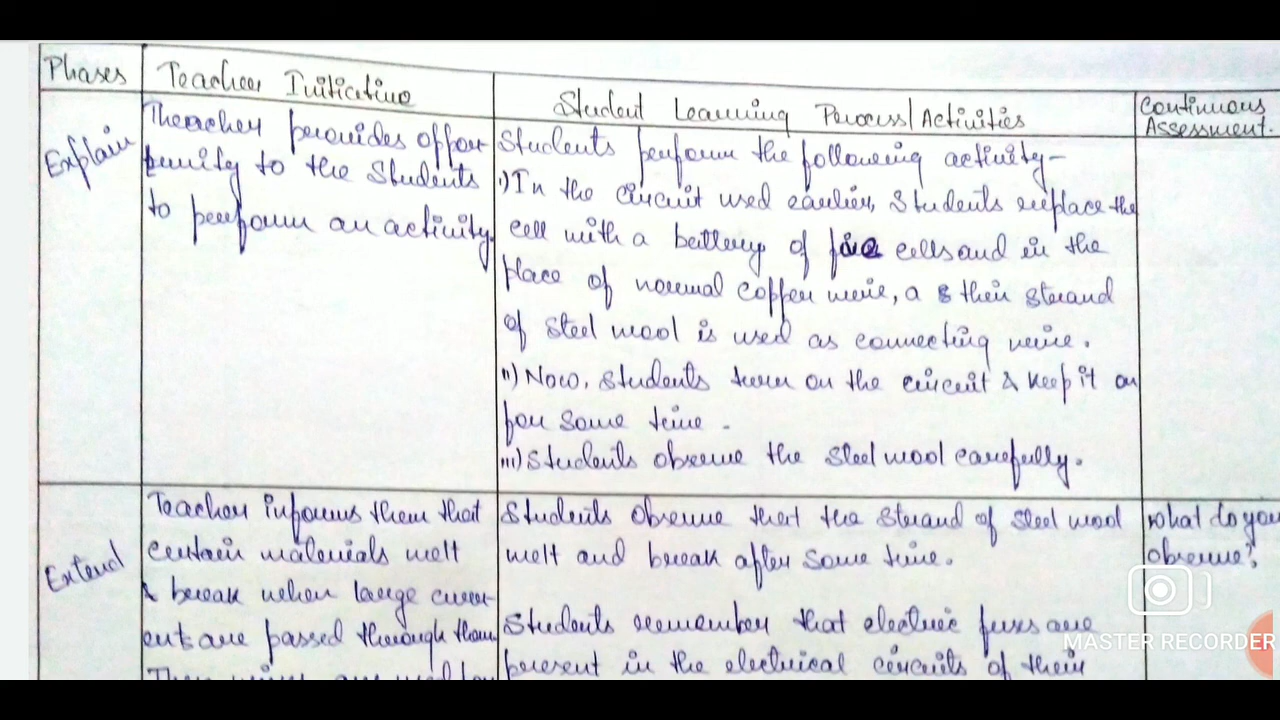 Phases
Teacher Initiative
Student Learning Process/Activities
Continuous
Assessment.
Explain
Theacher provides oppor
tunity to the Students
to perform an activity.
Students perform the following activity-
i) In the circuit used earlier, Students replace the
cell with a battery of five cells and in the
place of normal copper wire, a thin strand
of steel wool is used as connecting wire.
ii) Now, students turn on the circuit & keep it on
for some time.
iii) Students observe the steel wool carefully.
Extend
Teacher informs them that
certain materials melt
& break when large curr-
ents are passed through them.
Students observe that the strand of steel wool
melt and break after some time.
Students remember that electric fuses are
present in the electrical circuits of their
what do you
observe?
MASTER RECORDER